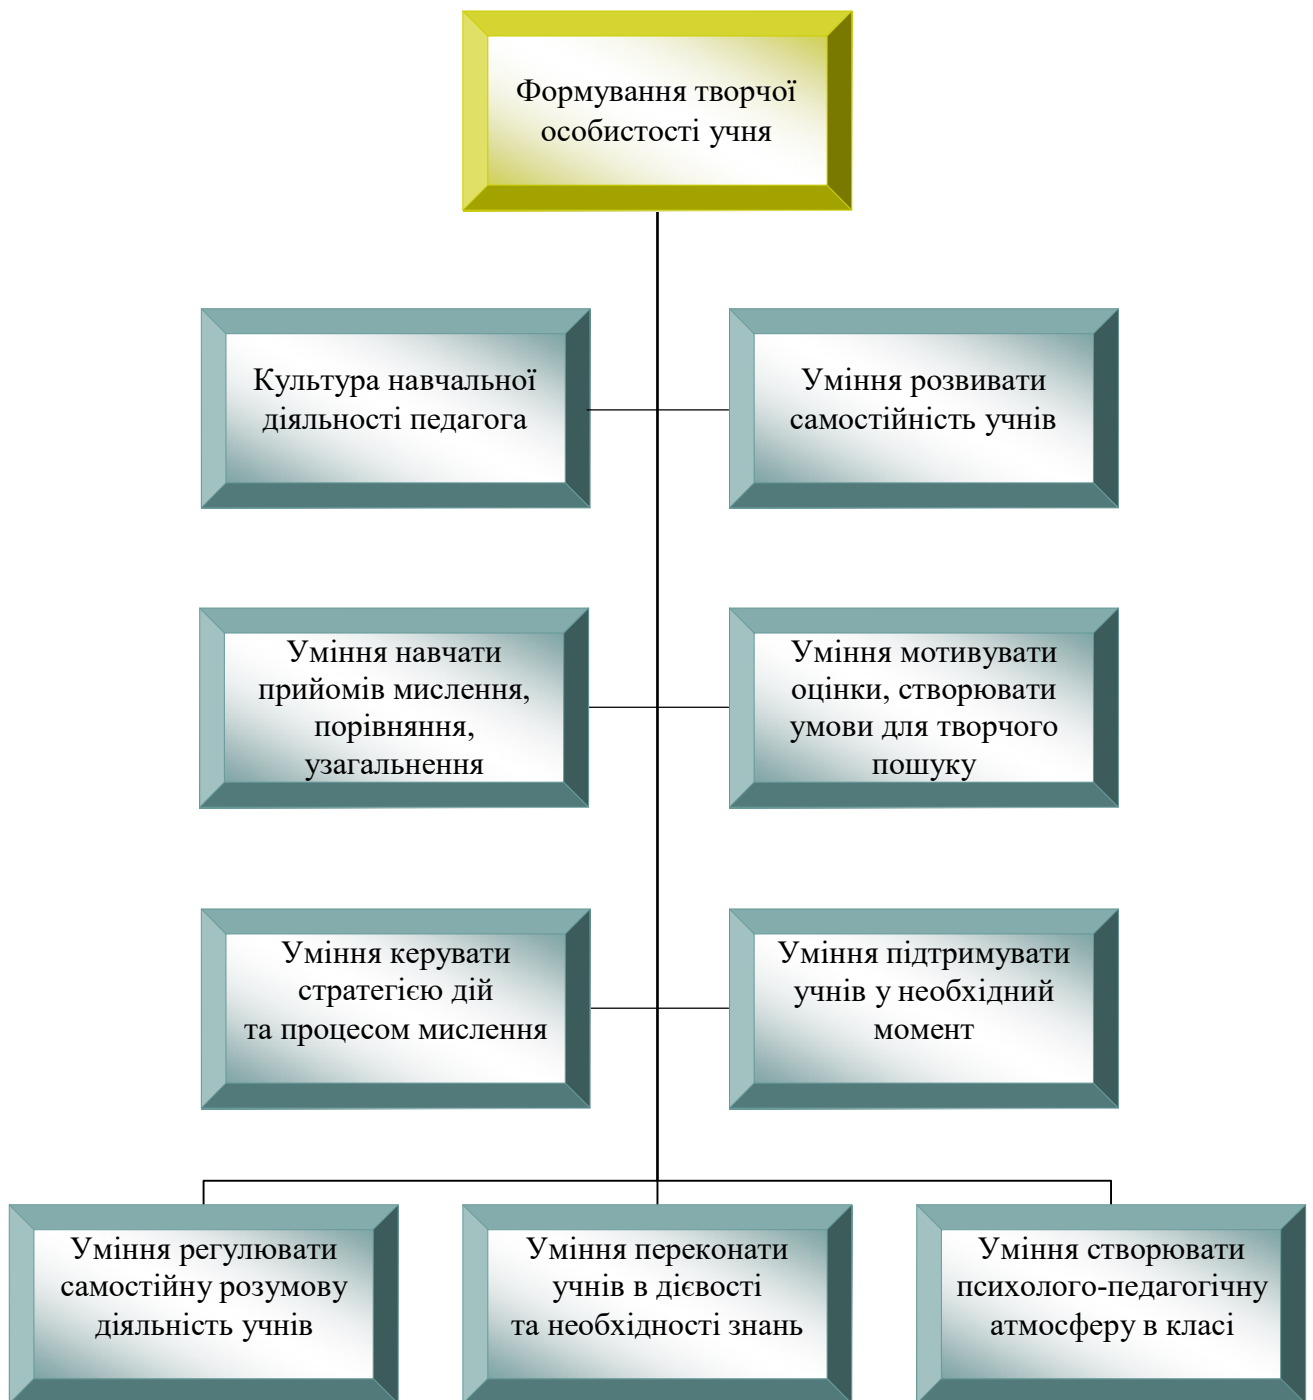 Формування творчої
особистості учня
Культура навчальної
діяльності педагога
Уміння розвивати
самостійність учнів
Уміння навчати
прийомів мислення,
порівняння,
узагальнення
Уміння мотивувати
оцінки, створювати
умови для творчого
пошуку
Уміння керувати
стратегією дій
та процесом мислення
Уміння підтримувати
учнів у необхідний
момент
Уміння регулювати
самостійну розумову
діяльність учнів
Уміння переконати
учнів в дієвості
та необхідності знань
Уміння створювати
психолого-педагогічну
атмосферу в класі